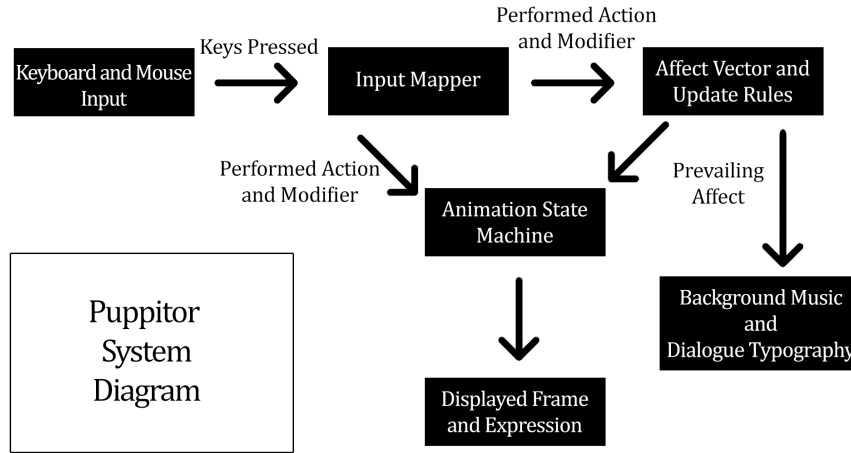 Keyboard and Mouse
Input
Keys Pressed
Input Mapper
Performed Action
and Modifier
Affect Vector and
Update Rules
Performed Action
and Modifier
Prevailing
Affect
Animation State
Machine
Background Music
and
Dialogue Typography
Displayed Frame
and Expression
Puppitor
System
Diagram